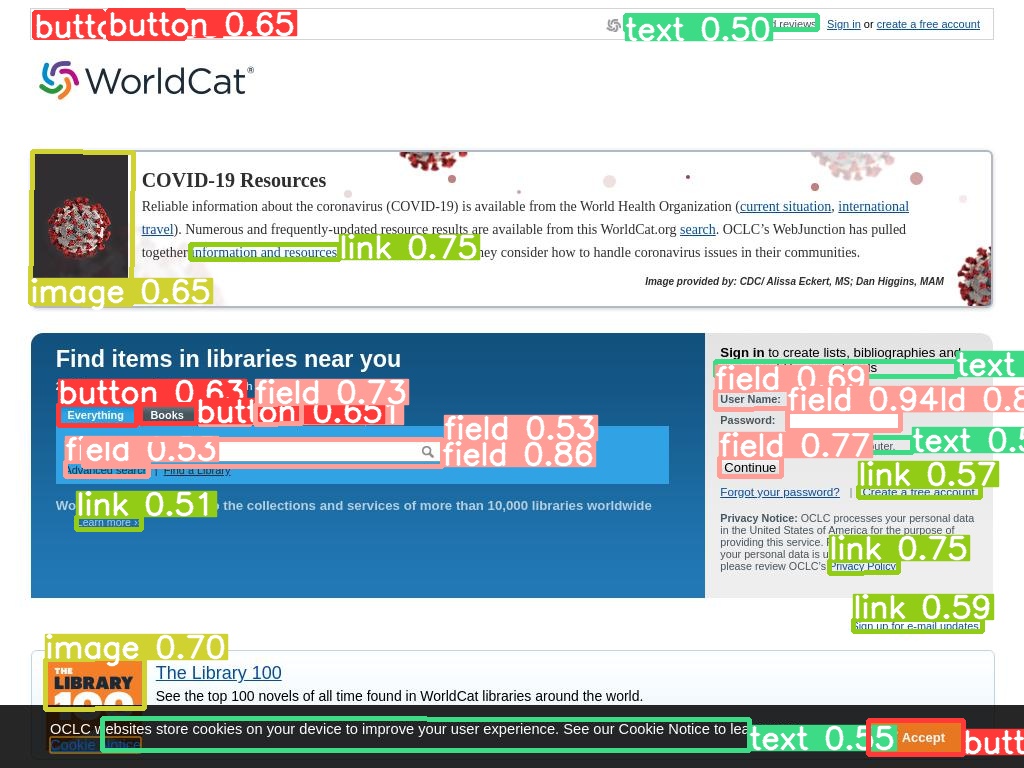 button 0.65
text 0.50
d reviews
Sign in or create a free account
WorldCat®
COVID-19 Resources
Reliable information about the coronavirus (COVID-19) is available from the World Health Organization (current situation, international
travel). Numerous and frequently-updated resource results are available from this WorldCat.org search. OCLC's WebJunction has pulled
together information and resources
link 0.75
hey consider how to handle coronavirus issues in their communities.
Image provided by: CDC/ Alissa Eckert, MS; Dan Higgins, MAM
image 0.65
Find items in libraries near you
button 0.63
field 0.73
Everything
Books
button 0.65
field 0.53
field 0.53
field 0.86
Advanced search | Find a Library
the collections and services of more than 10,000 libraries worldwide
link 0.51
Learn more ››
Sign in to create lists, bibliographies and
text
field 0.69
User Name:
field 0.94
Password:
field 0.77
text 0.5
Continue
link 0.57
Forgot your password? | Create a free account
Privacy Notice: OCLC processes your personal data
in the United States of America for the purpose of
providing this service.
your personal data is
link 0.75
please review OCLC's Privacy Policy
link 0.59
Sign up for e-mail updates
image 0.70
THE
LIBRARY
100
The Library 100
See the top 100 novels of all time found in WorldCat libraries around the world.
OCLC websites store cookies on your device to improve your user experience. See our Cookie Notice to
text 0.55
Accept
butt
Cookie Notice